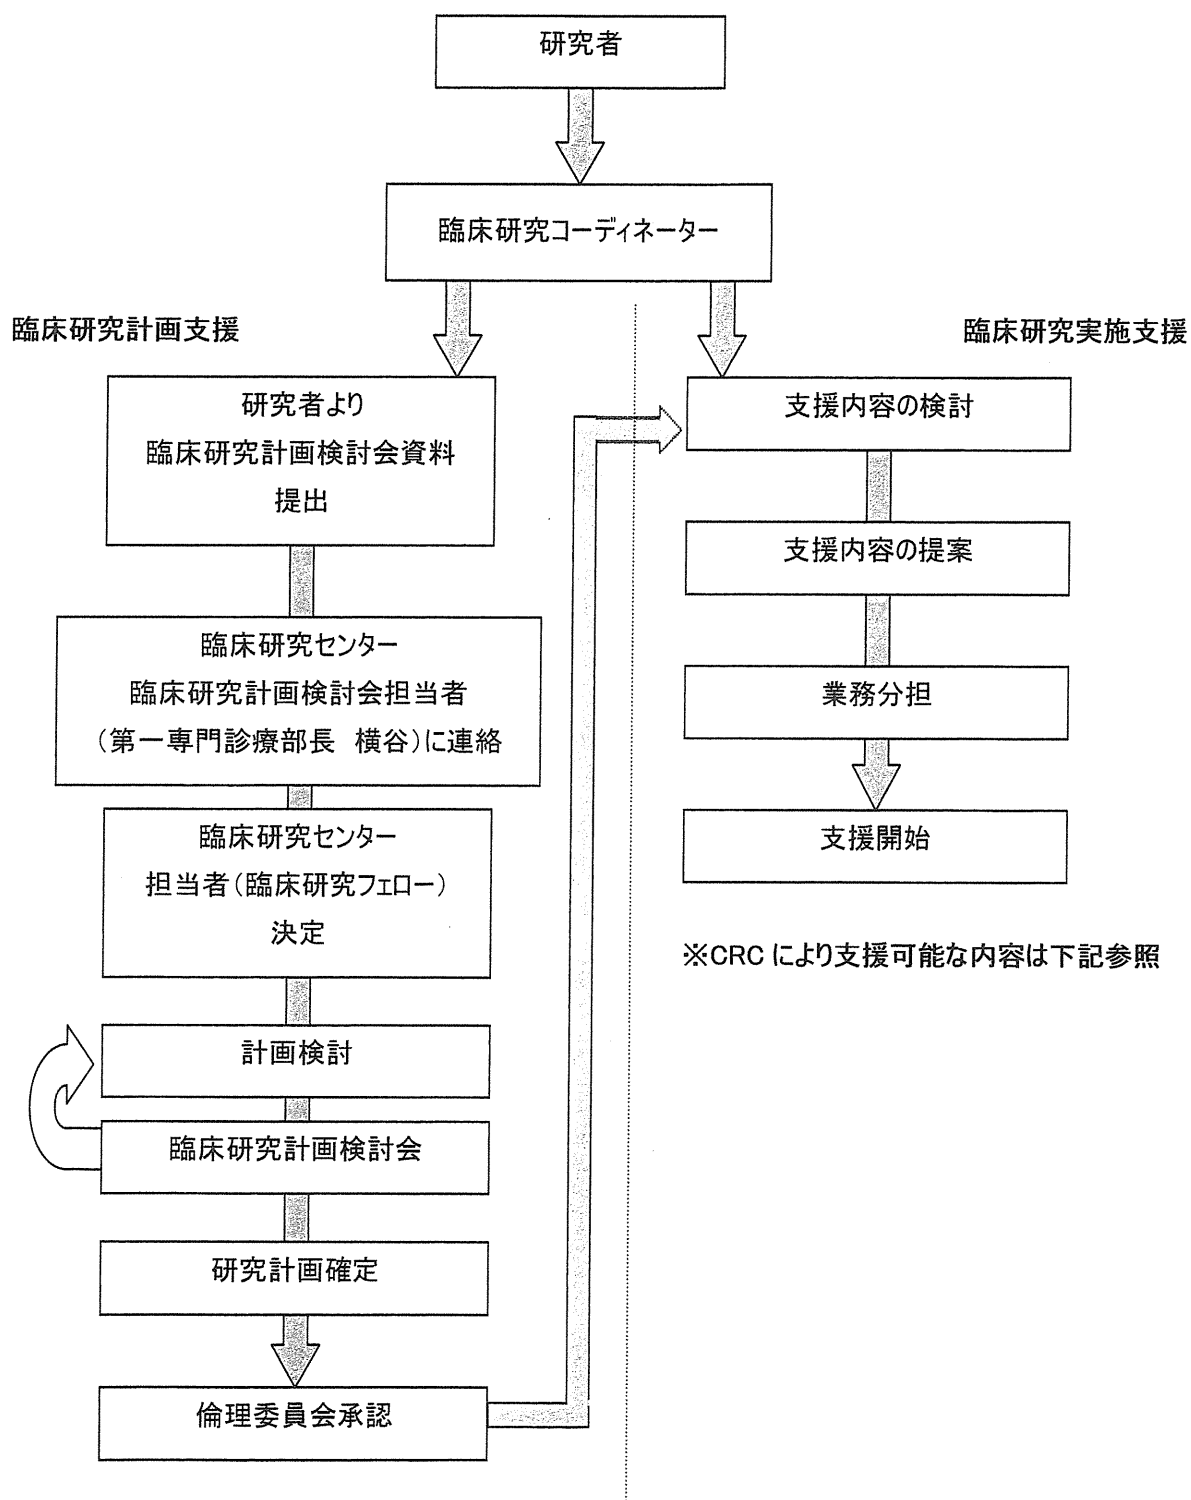 研究者
臨床研究コーディネーター
臨床研究計画支援
研究者より
臨床研究計画検討会資料
提出
臨床研究センター
臨床研究計画検討会担当者
(第一専門診療部長 横谷)に連絡
臨床研究センター
担当者(臨床研究フェロー)
決定
計画検討
臨床研究計画検討会
研究計画確定
倫理委員会承認
臨床研究実施支援
支援内容の検討
支援内容の提案
業務分担
支援開始
※CRC により支援可能な内容は下記参照